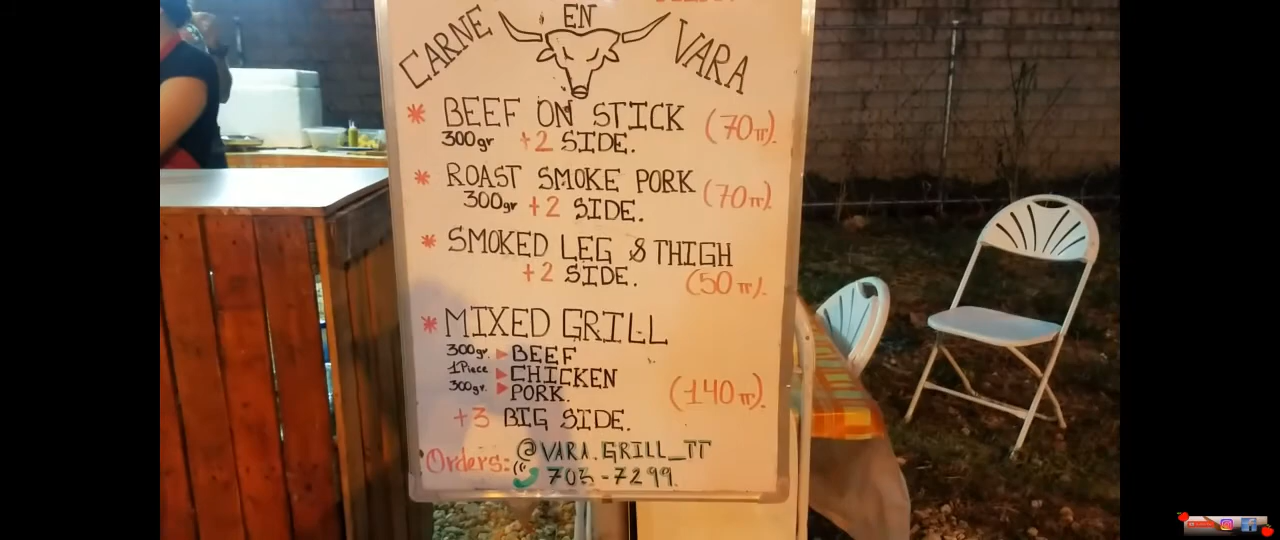 CARNE EN VARA
* BEEF ON STICK (70TT).
300gr +2 SIDE.
* ROAST SMOKE PORK (70TT).
300gr +2 SIDE.
* SMOKED LEG & THIGH
+2 SIDE. (50TT).
* MIXED GRILL
300gr. ▸ BEEF
1Piece ▸ CHICKEN
300gr. ▸ PORK. (140TT).
+3 BIG SIDE.
Orders: @VARA.GRILL_TT
703-7299.